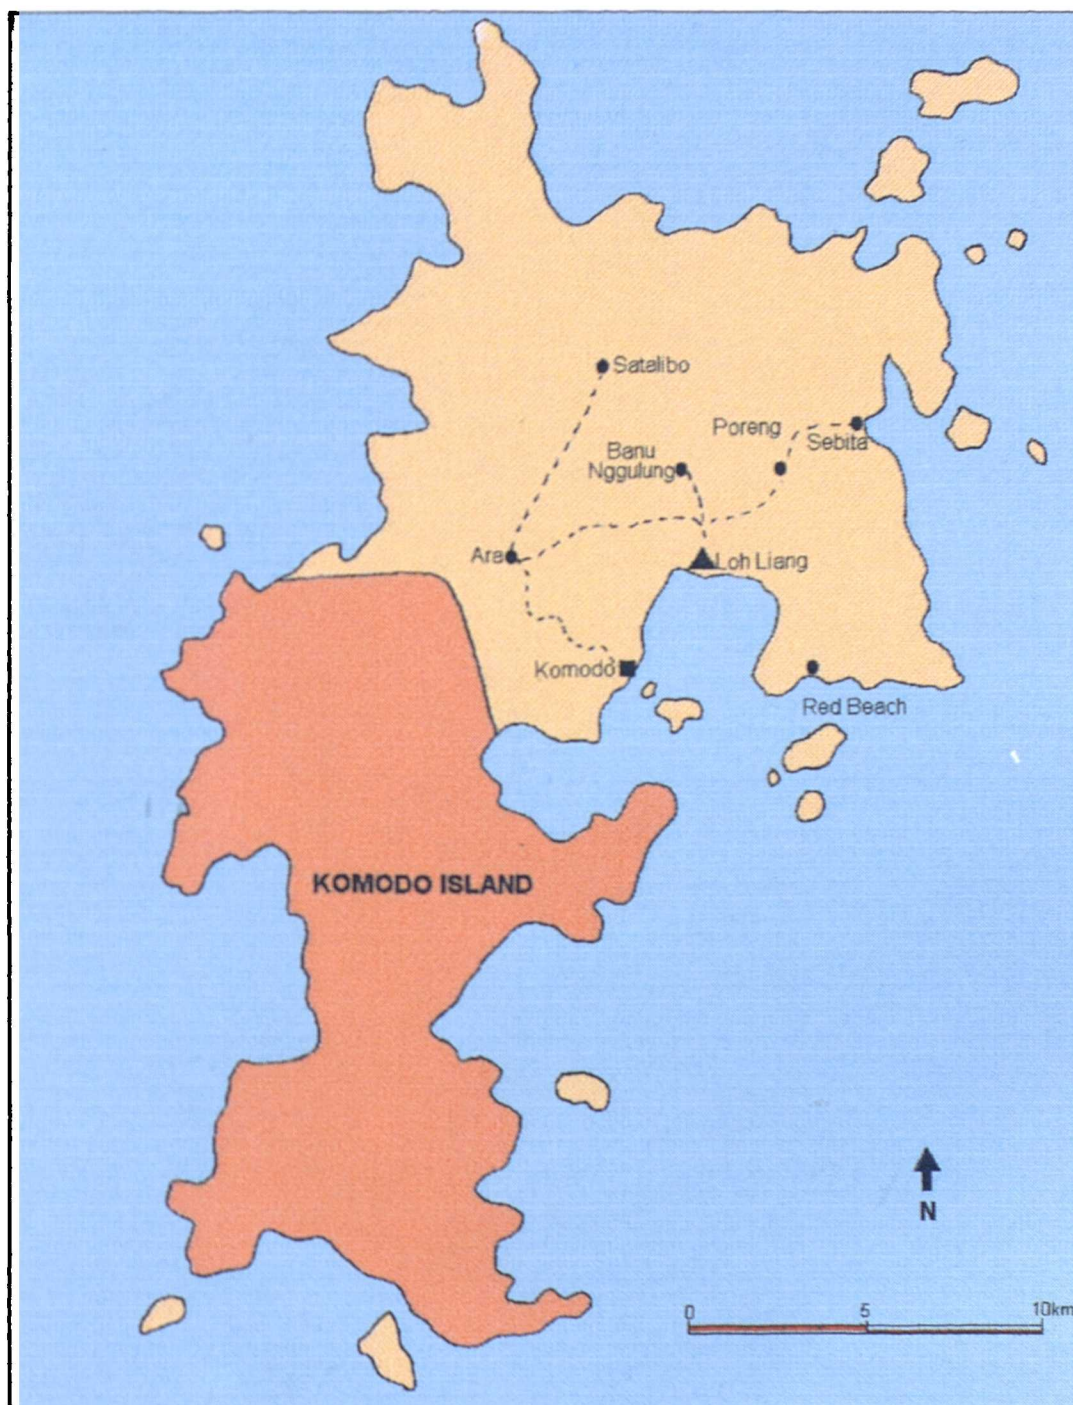 Satalibo
Poreng
Sebita
Banu
Nggulung
Ara
Loh Liang
Komodo
Red Beach
KOMODO ISLAND
N
0 5 10km